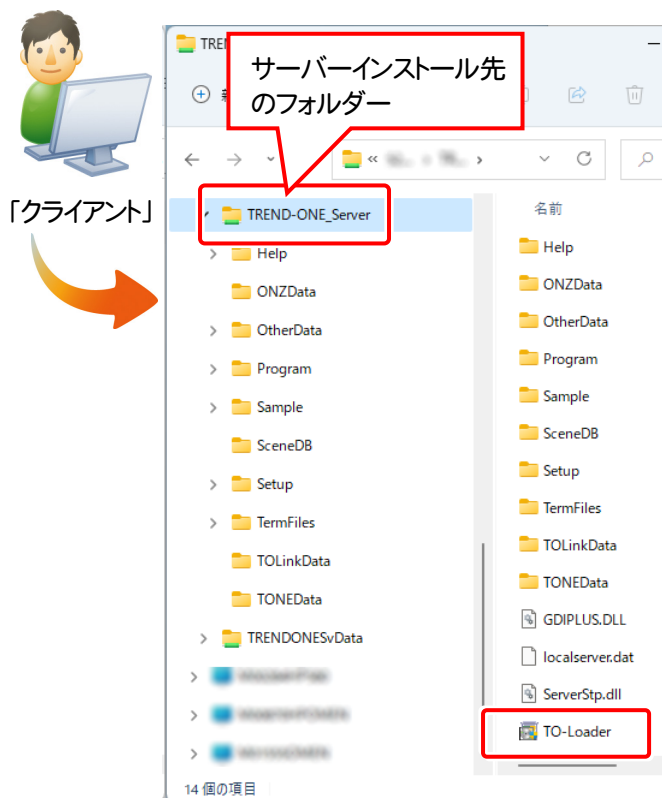 TRE
サーバーインストール先
のフォルダー
「クライアント」
TREND-ONE_Server
Help
ONZData
OtherData
Program
Sample
SceneDB
Setup
TermFiles
TOLinkData
TONEData
TRENDONESvData
14 個の項目
名前
Help
ONZData
OtherData
Program
Sample
SceneDB
Setup
TermFiles
TOLinkData
TONEData
GDIPLUS.DLL
localserver.dat
ServerStp.dll
TO-Loader